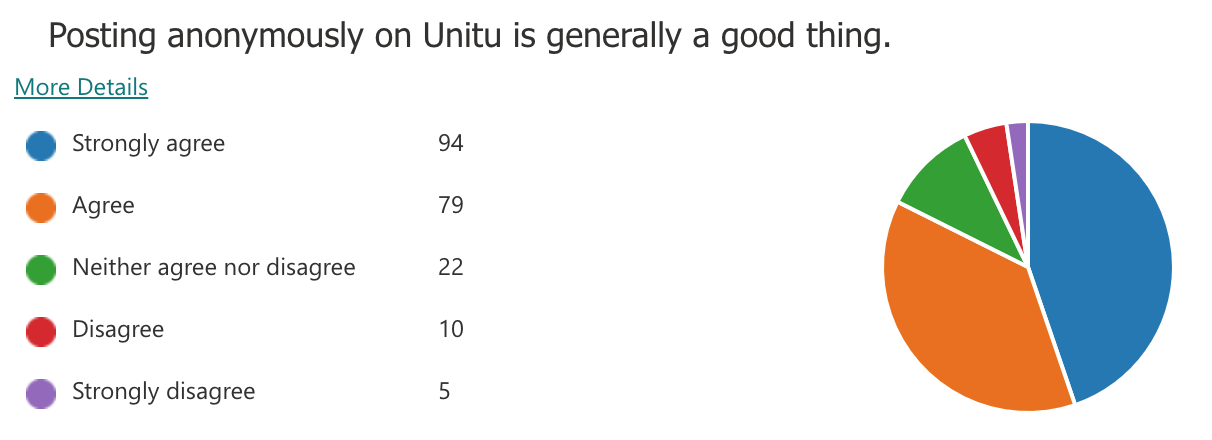 Posting anonymously on Unitu is generally a good thing.
More Details
Strongly agree 94
Agree 79
Neither agree nor disagree 22
Disagree 10
Strongly disagree 5